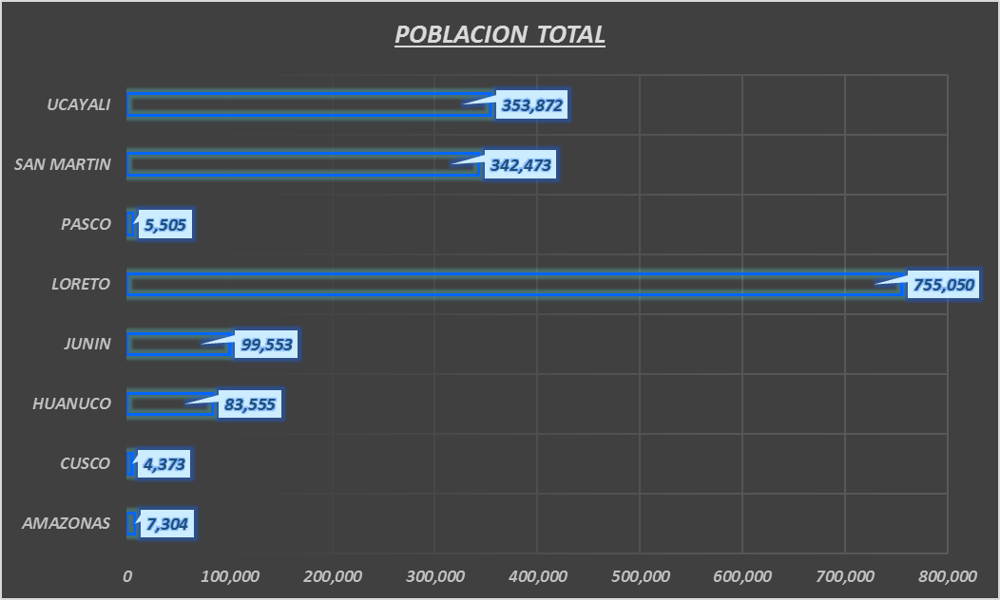 POBLACION TOTAL
UCAYALI 353,872
SAN MARTIN 342,473
PASCO 5,505
LORETO 755,050
JUNIN 99,553
HUANUCO 83,555
CUSCO 4,373
AMAZONAS 7,304
0 100,000 200,000 300,000 400,000 500,000 600,000 700,000 800,000